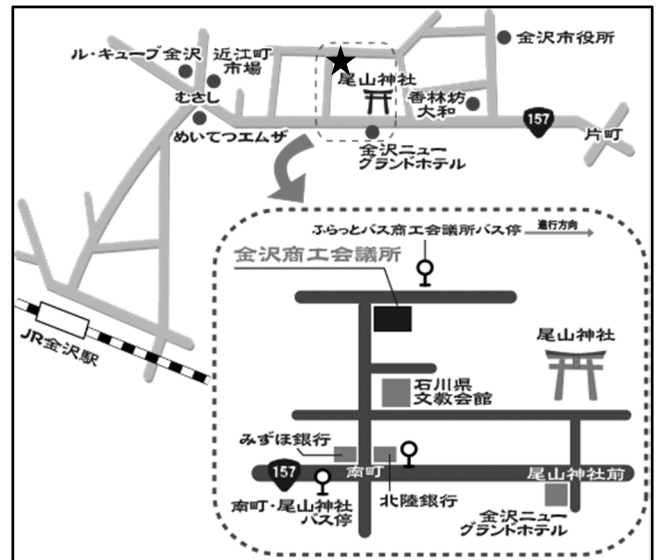 ル・キューブ金沢
近江町
市場
むさし
めいてつエムザ
尾山神社
金沢市役所
香林坊
大和
157
片町
金沢ニュー
グランドホテル
JR金沢駅
ふらっとバス商工会議所バス停
進行方向
金沢商工会議所
尾山神社
石川県
文教会館
みずほ銀行
157
南町
尾山神社前
南町・尾山神社
バス停
北陸銀行
金沢ニュー
グランドホテル